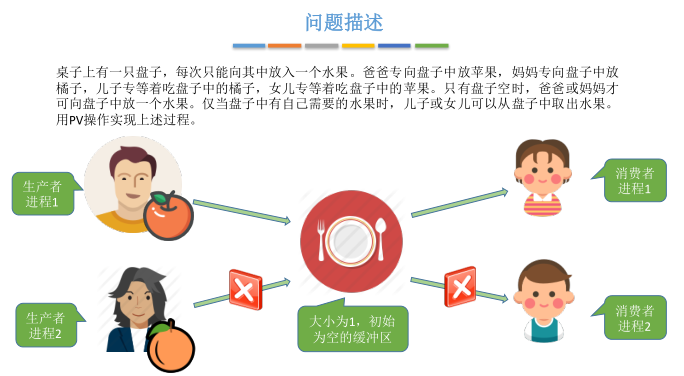 问题描述
桌子上有一只盘子，每次只能向其中放入一个水果。爸爸专向盘子中放苹果，妈妈专向盘子中放
橘子，儿子专等着吃盘子中的橘子，女儿专等着吃盘子中的苹果。只有盘子空时，爸爸或妈妈才
可向盘子中放一个水果。仅当盘子中有自己需要的水果时，儿子或女儿可以从盘子中取出水果。
用PV操作实现上述过程。
生产者
进程1
消费者
进程1
生产者
进程2
大小为1，初始
为空的缓冲区
消费者
进程2